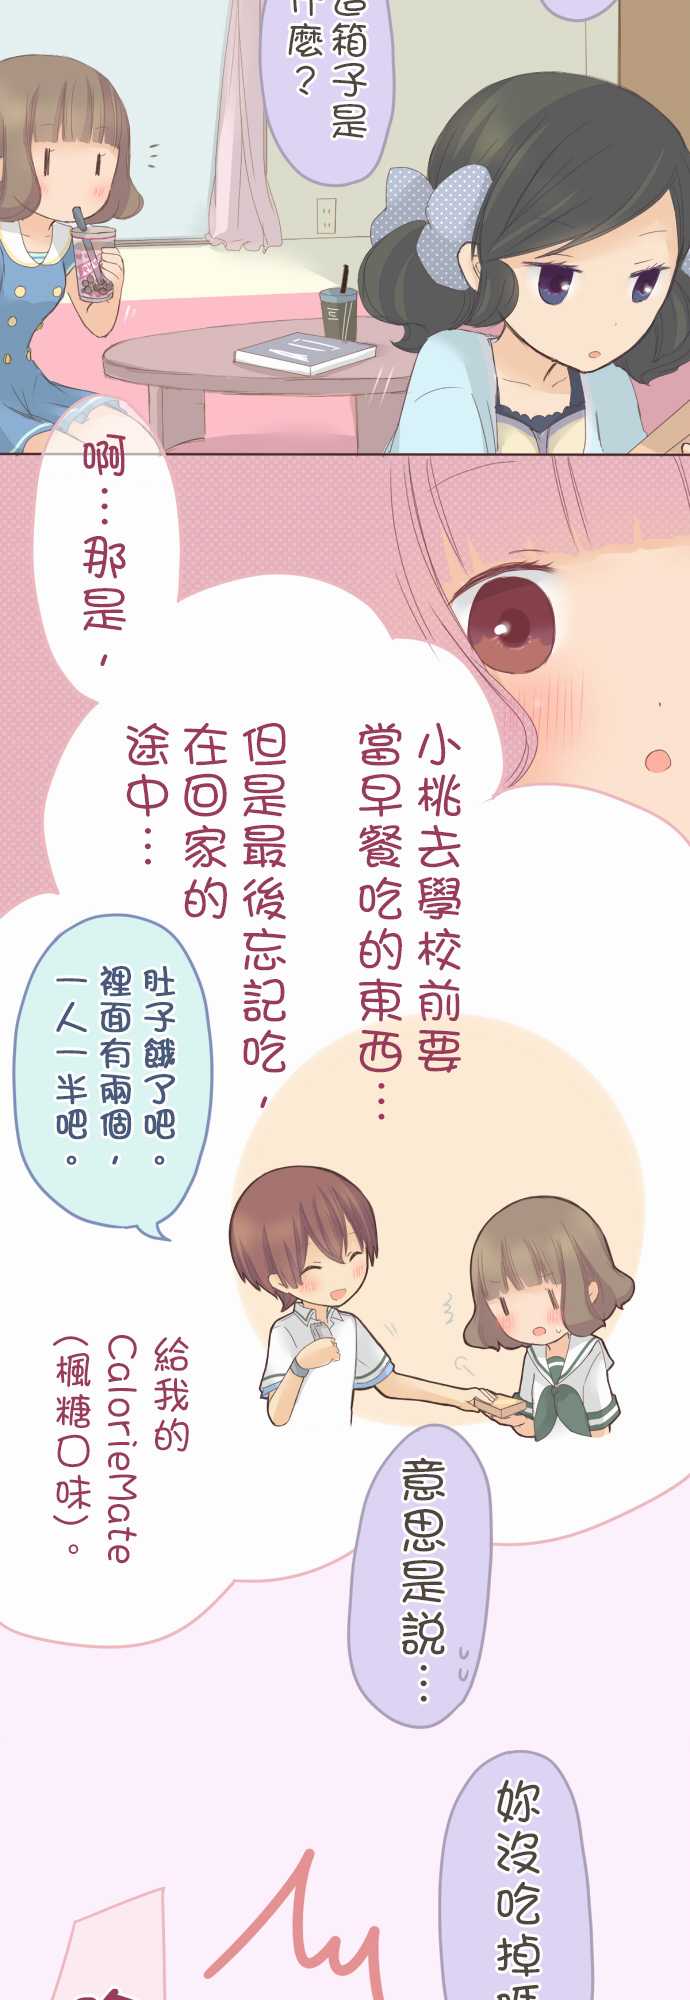 箱子是
什麼？
啊…那是，
小桃去學校前要
當早餐吃的東西…
但是最後忘記吃，
在回家的
途中…
肚子餓了吧。
裡面有兩個，
一人一半吧。
給我的
CalorieMate
（楓糖口味）。
意思是說…
妳沒吃掉